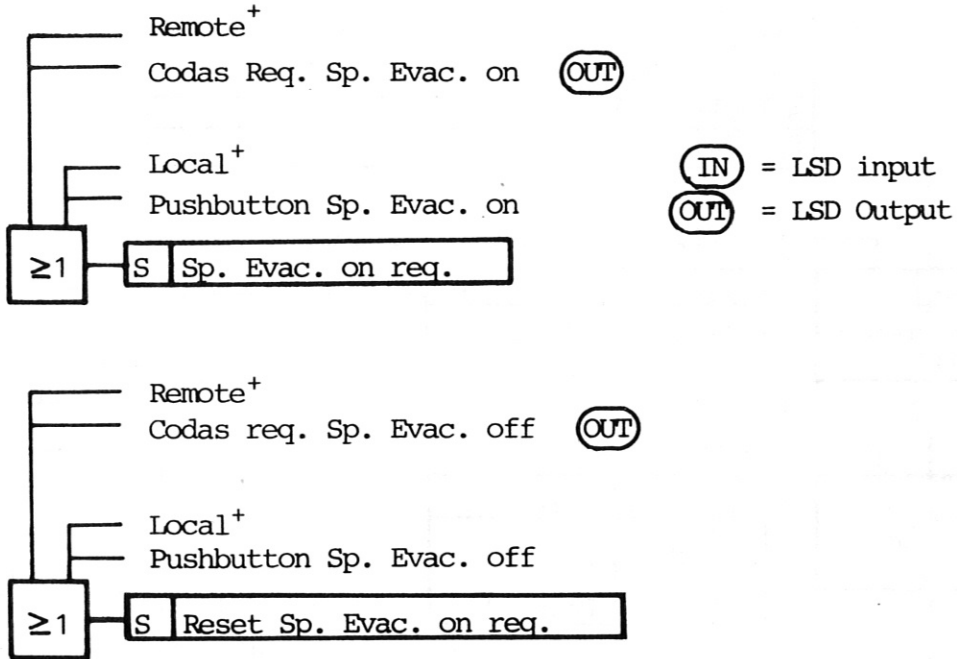 Remote+
Codas Req. Sp. Evac. on OUT
Local+
Pushbutton Sp. Evac. on
≥1 S Sp. Evac. on req.
IN = LSD input
OUT = LSD Output
Remote+
Codas req. Sp. Evac. off OUT
Local+
Pushbutton Sp. Evac. off
≥1 S Reset Sp. Evac. on req.